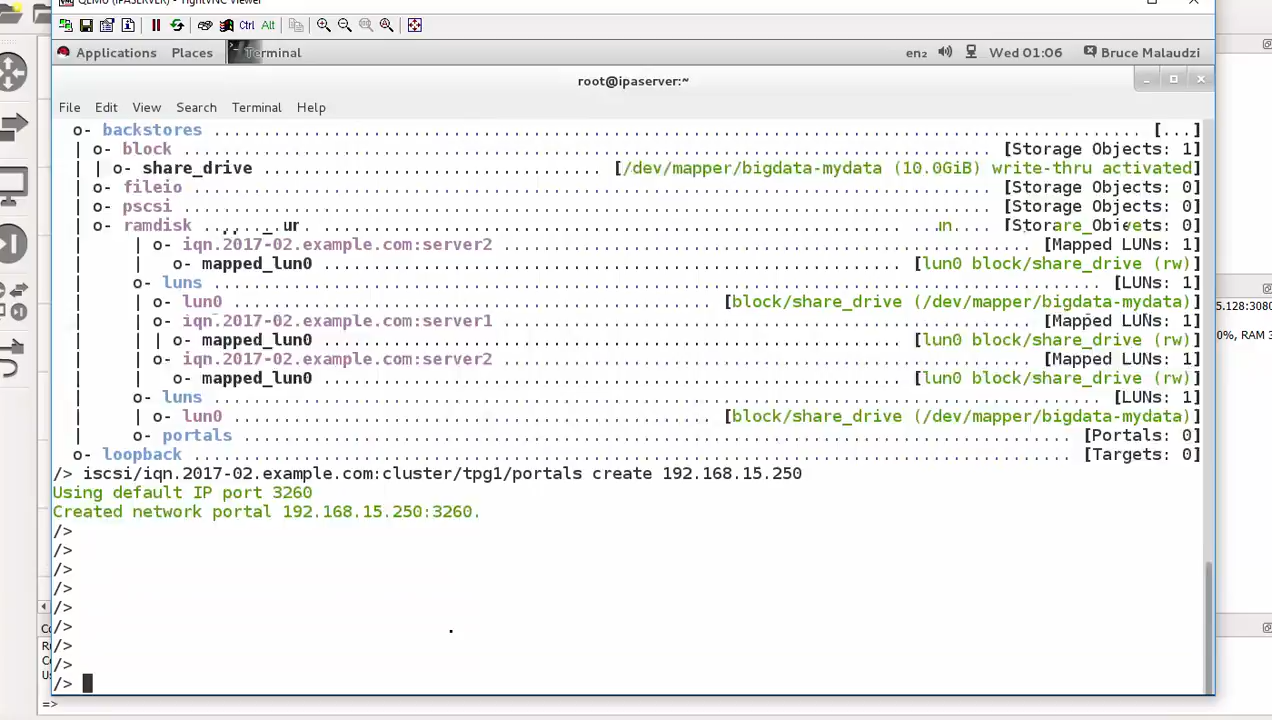 QEMU (IPASERVER) - TightVNC Viewer
Ctrl Alt
Applications Places Terminal en₂ Wed 01:06 Bruce Malaudzi
root@ipaserver:~
File Edit View Search Terminal Help
o- backstores ........................................................ [...]
| o- block ........................................................ [Storage Objects: 1]
| | o- share_drive .............................. [/dev/mapper/bigdata-mydata (10.0GiB) write-thru activated]
| o- fileio ........................................................ [Storage Objects: 0]
| o- pscsi ........................................................ [Storage Objects: 0]
| o- ramdisk
| | o- iqn.2017-02.example.com:server2 ........................................ [Mapped LUNs: 1]
| | o- mapped_lun0 ........................................ [lun0 block/share_drive (rw)]
| o- luns ........................................................ [LUNs: 1]
| | o- lun0 ........................................ [block/share_drive (/dev/mapper/bigdata-mydata)]
| | o- iqn.2017-02.example.com:server1 ........................................ [Mapped LUNs: 1]
| | | o- mapped_lun0 ........................................ [lun0 block/share_drive (rw)]
| | o- iqn.2017-02.example.com:server2 ........................................ [Mapped LUNs: 1]
| | o- mapped_lun0 ........................................ [lun0 block/share_drive (rw)]
| o- luns ........................................................ [LUNs: 1]
| | o- lun0 ........................................ [block/share_drive (/dev/mapper/bigdata-mydata)]
| o- portals ........................................................ [Portals: 0]
o- loopback ........................................................ [Targets: 0]
/> iscsi/iqn.2017-02.example.com:cluster/tpg1/portals create 192.168.15.250
Using default IP port 3260
Created network portal 192.168.15.250:3260.
/>
/>
/>
/>
/>
/>
/>
/>
/>
=>
5.128:3080
0%, RAM 3